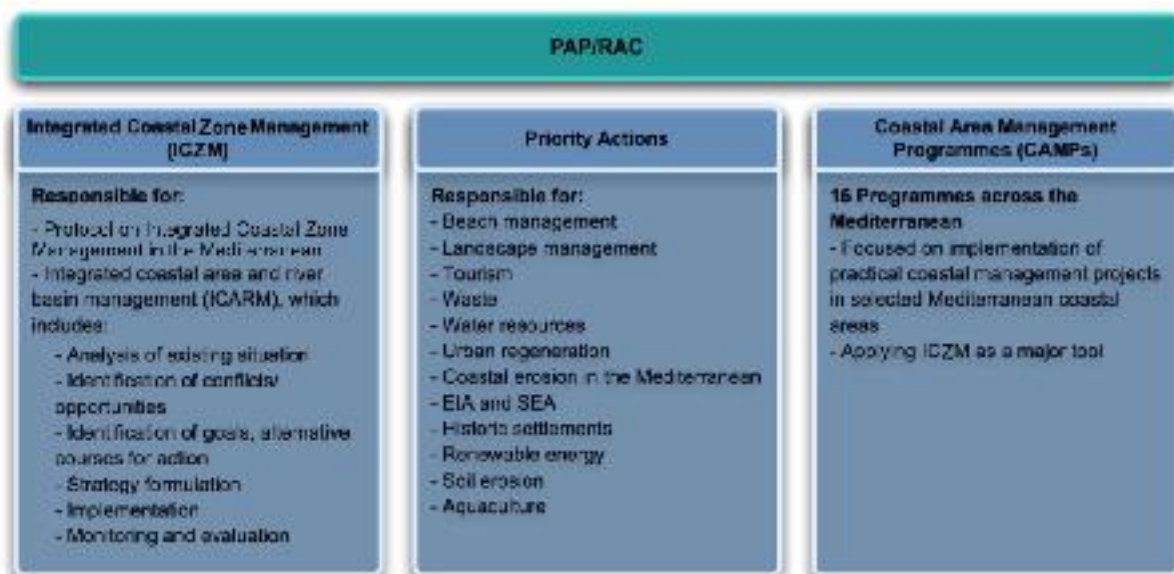 PAP/RAC
Integrated Coastal Zone Management
(ICZM)
Responsible for:
- Protocol on Integrated Coastal Zone
Management in the Mediterranean
- Integrated coastal area and river
basin management (ICARM), which
includes:
- Analysis of existing situation
- Identification of conflicts/
opportunities
- Identification of goals, alternative
courses for action
- Strategy formulation
- Implementation
- Monitoring and evaluation
Priority Actions
Responsible for:
- Beach management
- Landscape management
- Tourism
- Waste
- Water resources
- Urban regeneration
- Coastal erosion in the Mediterranean
- EIA and SEA
- Historic settlements
- Renewable energy
- Soil erosion
- Aquaculture
Coastal Area Management
Programmes (CAMPs)
16 Programmes across the
Mediterranean
- Focused on implementation of
practical coastal management projects
in selected Mediterranean coastal
areas
- Applying ICZM as a major tool